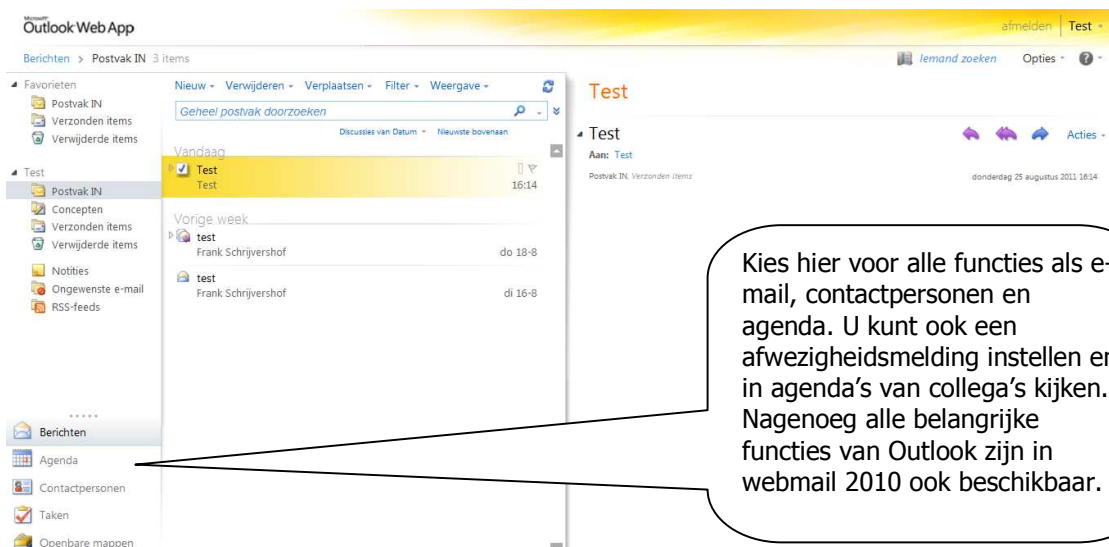 Microsoft
Outlook Web App
afmelden Test
Berichten > Postvak IN 3 items
Iemand zoeken Opties
Favorieten
Postvak IN
Verzonden items
Verwijderde items
Test
Postvak IN
Concepten
Verzonden items
Verwijderde items
Notities
Ongewenste e-mail
RSS-feeds
Berichten
Agenda
Contactpersonen
Taken
Openbare mappen
Nieuw Verwijderen Verplaatsen Filter Weergave
Geheel postvak doorzoeken
Discussies van Datum Nieuwste bovenaan
Vandaag
Test
Test 16:14
Vorige week
test
Frank Schrijvershof do 18-8
test
Frank Schrijvershof di 16-8
Test
Test Acties
Aan: Test
Postvak IN, Verzonden items donderdag 25 augustus 2011 16:14
Kies hier voor alle functies als e-
mail, contactpersonen en
agenda. U kunt ook een
afwezigheidsmelding instellen en
in agenda’s van collega’s kijken.
Nagenoeg alle belangrijke
functies van Outlook zijn in
webmail 2010 ook beschikbaar.